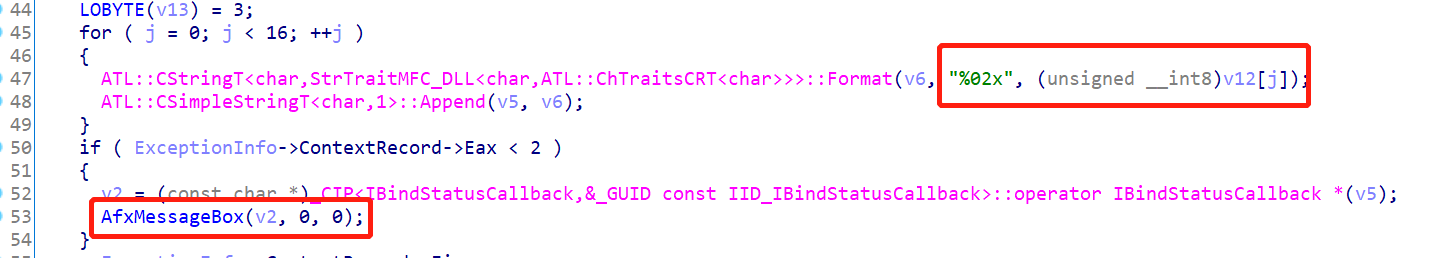 44 LOBYTE(v13) = 3;
45 for ( j = 0; j < 16; ++j )
46 {
47 ATL::CStringT<char,StrTraitMFC_DLL<char,ATL::ChTraitsCRT<char>>>::Format(v6, "%02x", (unsigned __int8)v12[j]);
48 ATL::CSimpleStringT<char,1>::Append(v5, v6);
49 }
50 if ( ExceptionInfo->ContextRecord->Eax < 2 )
51 {
52 v2 = (const char *)_CIP<IBindStatusCallback,&_GUID const IID_IBindStatusCallback>::operator IBindStatusCallback *(v5);
53 AfxMessageBox(v2, 0, 0);
54 }